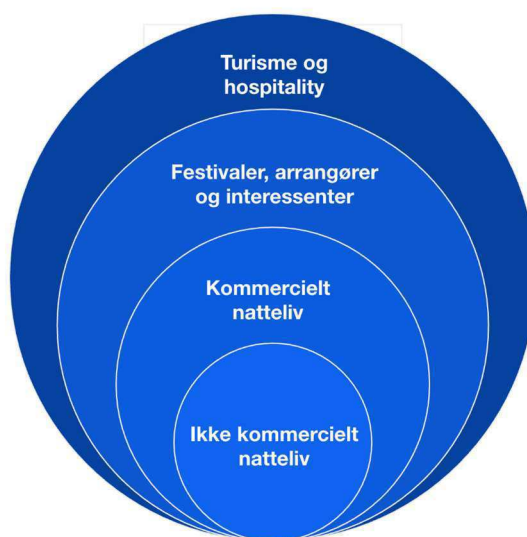 Turisme og
hospitality
Festivaler, arrangører
og interessenter
Kommercielt
natteliv
Ikke kommercielt
natteliv